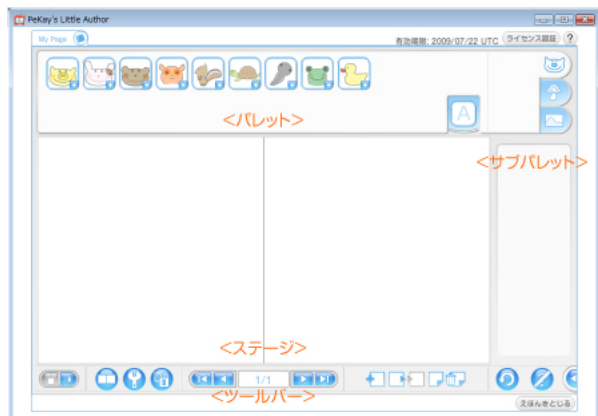 PeKay's Little Author
My Page
有効期限: 2009/07/22 UTC ライセンス認証 ?
<パレット>
A
<サブパレット>
<ステージ>
1/1
<ツールバー>
えほんをとじる